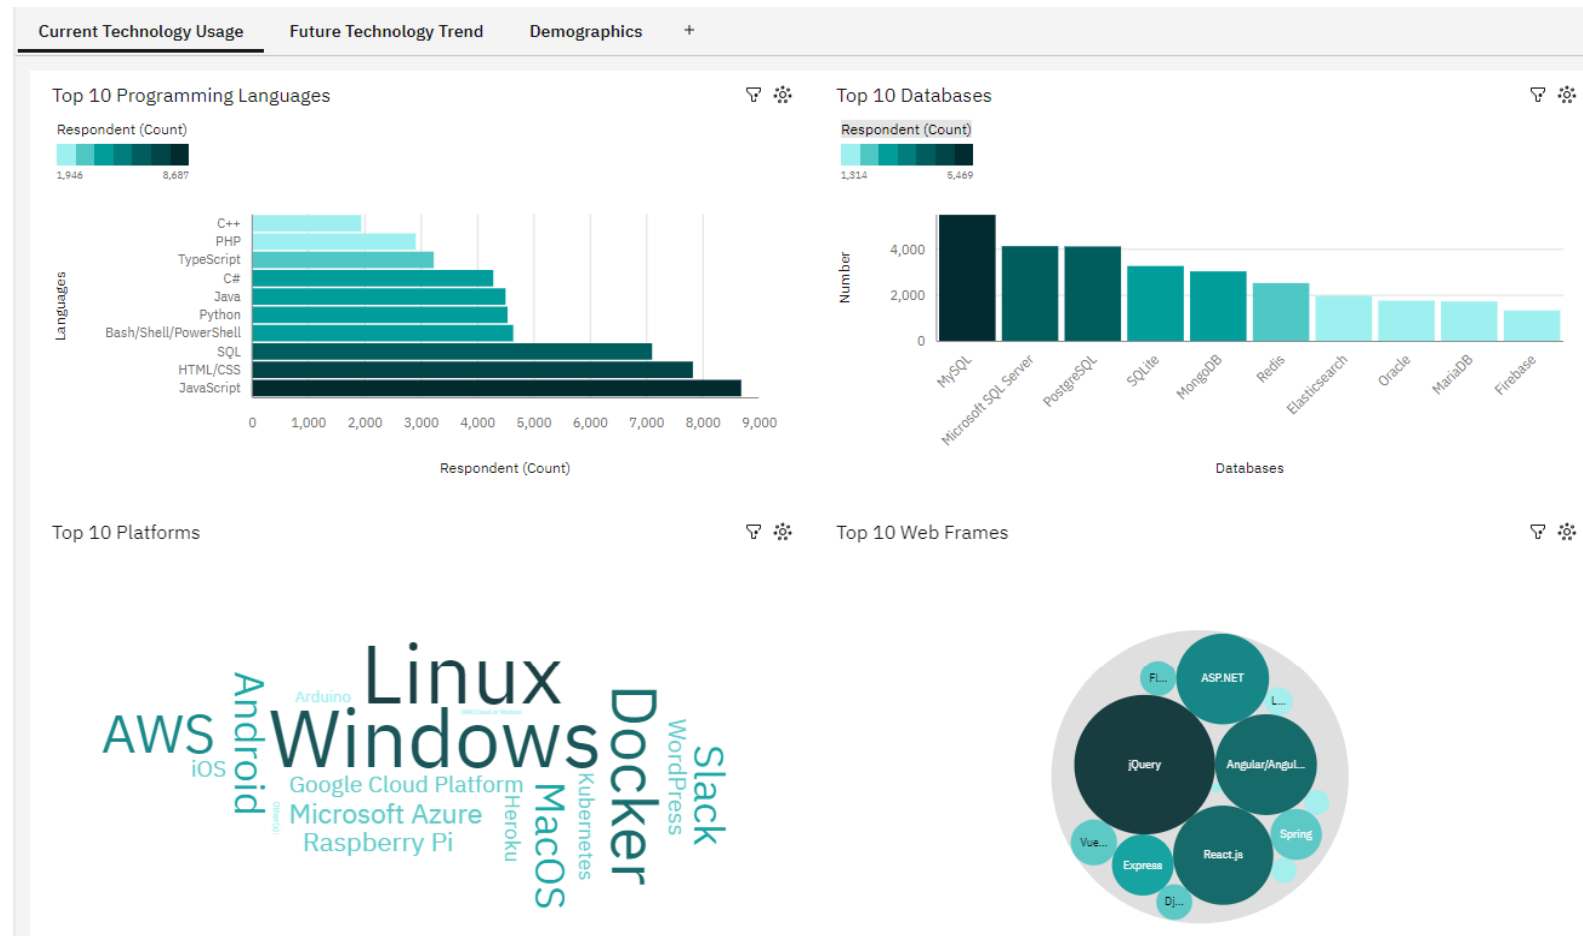 Current Technology Usage
Future Technology Trend
Demographics
+
Top 10 Programming Languages
Respondent (Count)
1,946 8,687
Languages
C++
PHP
TypeScript
C#
Java
Python
Bash/Shell/PowerShell
SQL
HTML/CSS
JavaScript
0 1,000 2,000 3,000 4,000 5,000 6,000 7,000 8,000 9,000
Respondent (Count)
Top 10 Databases
Respondent (Count)
1,314 5,469
Number
4,000
2,000
0
MySQL
Microsoft SQL Server
PostgreSQL
SQLite
MongoDB
Redis
Elasticsearch
Oracle
MariaDB
Firebase
Databases
Top 10 Platforms
Linux
Arduino
Android
AWS
Windows
iOS
Docker
WordPress
Slack
Google Cloud Platform
Microsoft Azure
Raspberry Pi
Heroku
MacOS
Kubernetes
Top 10 Web Frames
ASP.NET
Fl...
L...
jQuery
Angular/Angul...
Vue...
Express
React.js
Spring
Dj...